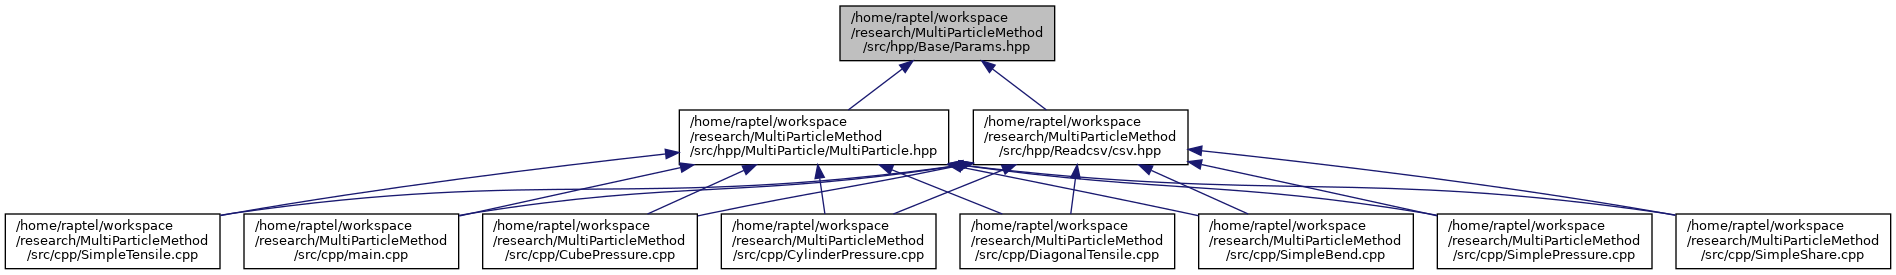 /home/raptel/workspace
/research/MultiParticleMethod
/src/hpp/Base/Params.hpp
/home/raptel/workspace
/research/MultiParticleMethod
/src/hpp/MultiParticle/MultiParticle.hpp
/home/raptel/workspace
/research/MultiParticleMethod
/src/hpp/Readcsv/csv.hpp
/home/raptel/workspace
/research/MultiParticleMethod
/src/cpp/SimpleTensile.cpp
/home/raptel/workspace
/research/MultiParticleMethod
/src/cpp/main.cpp
/home/raptel/workspace
/research/MultiParticleMethod
/src/cpp/CubePressure.cpp
/home/raptel/workspace
/research/MultiParticleMethod
/src/cpp/CylinderPressure.cpp
/home/raptel/workspace
/research/MultiParticleMethod
/src/cpp/DiagonalTensile.cpp
/home/raptel/workspace
/research/MultiParticleMethod
/src/cpp/SimpleBend.cpp
/home/raptel/workspace
/research/MultiParticleMethod
/src/cpp/SimplePressure.cpp
/home/raptel/workspace
/research/MultiParticleMethod
/src/cpp/SimpleShare.cpp